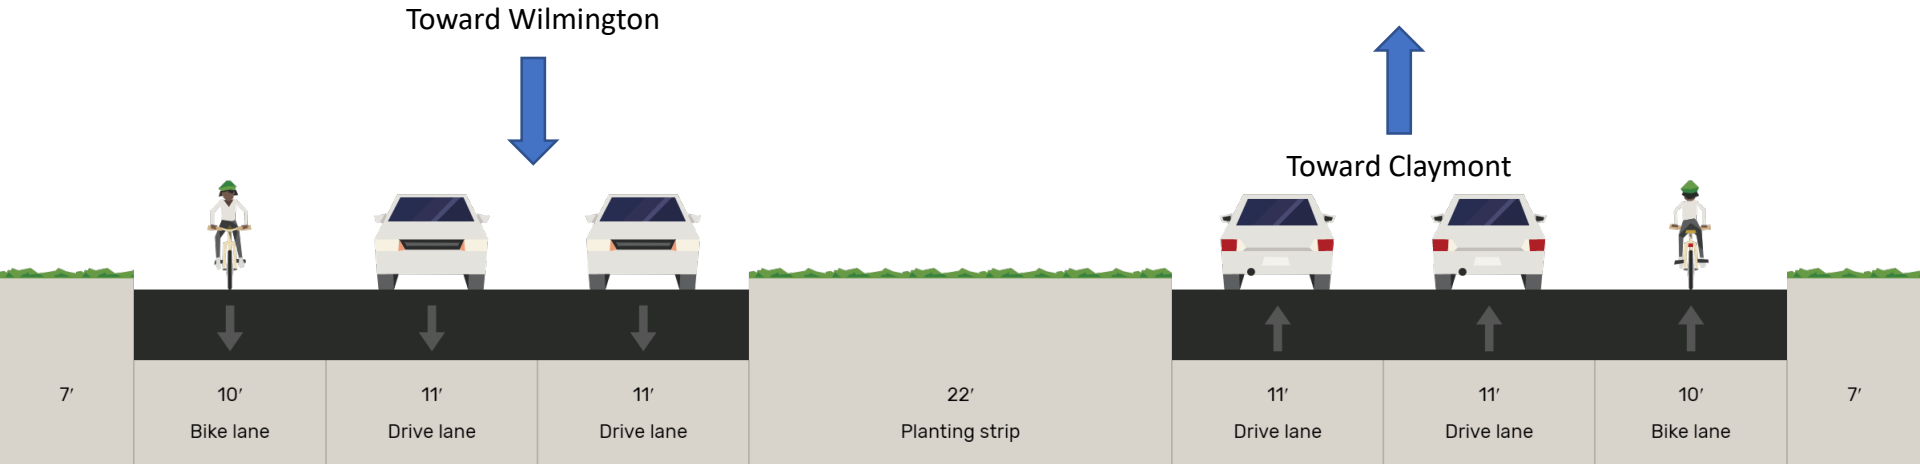 Toward Wilmington
Toward Claymont
7′
10′
11′
11′
22′
11′
11′
10′
7′
Bike lane
Drive lane
Drive lane
Planting strip
Drive lane
Drive lane
Bike lane